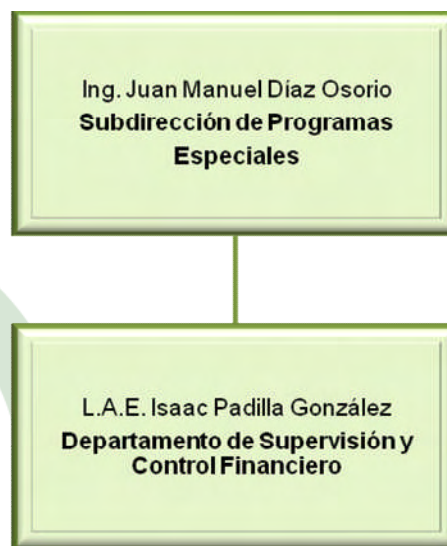 Ing. Juan Manuel Díaz Osorio
Subdirección de Programas
Especiales
L.A.E. Isaac Padilla González
Departamento de Supervisión y
Control Financiero